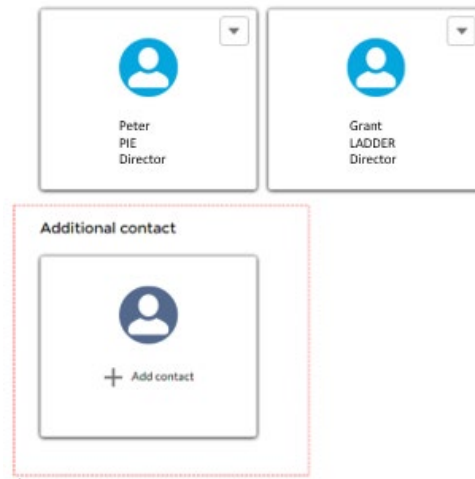 Peter
PIE
Director
Grant
LADDER
Director
Additional contact
Add contact